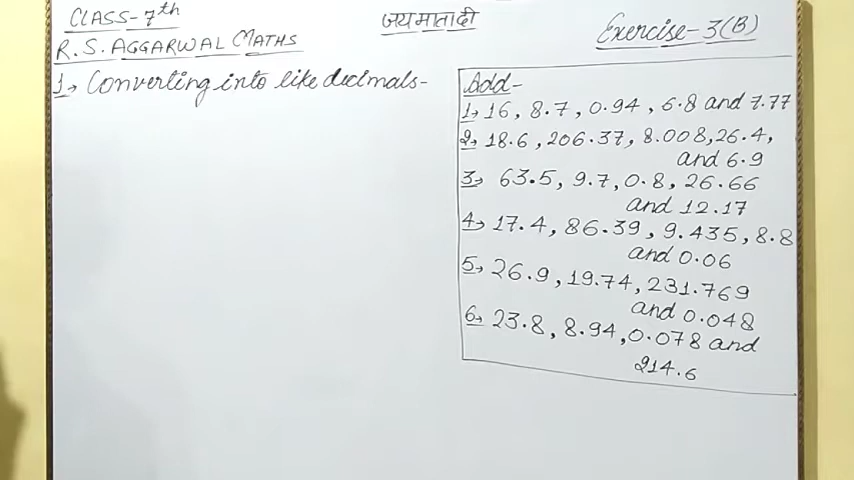 CLASS-7th
जय माता दी
Exercise-3(B)
R.S. AGGARWAL MATHS
1→ Converting into like decimals-
Add-
1→ 16, 8.7, 0.94, 6.8 and 7.77
2→ 18.6, 206.37, 8.008, 26.4,
and 6.9
3→ 63.5, 9.7, 0.8, 26.66
and 12.17
4→ 17.4, 86.39, 9.435, 8.8
and 0.06
5→ 26.9, 19.74, 231.769
and 0.048
6→ 23.8, 8.94, 0.078 and
214.6